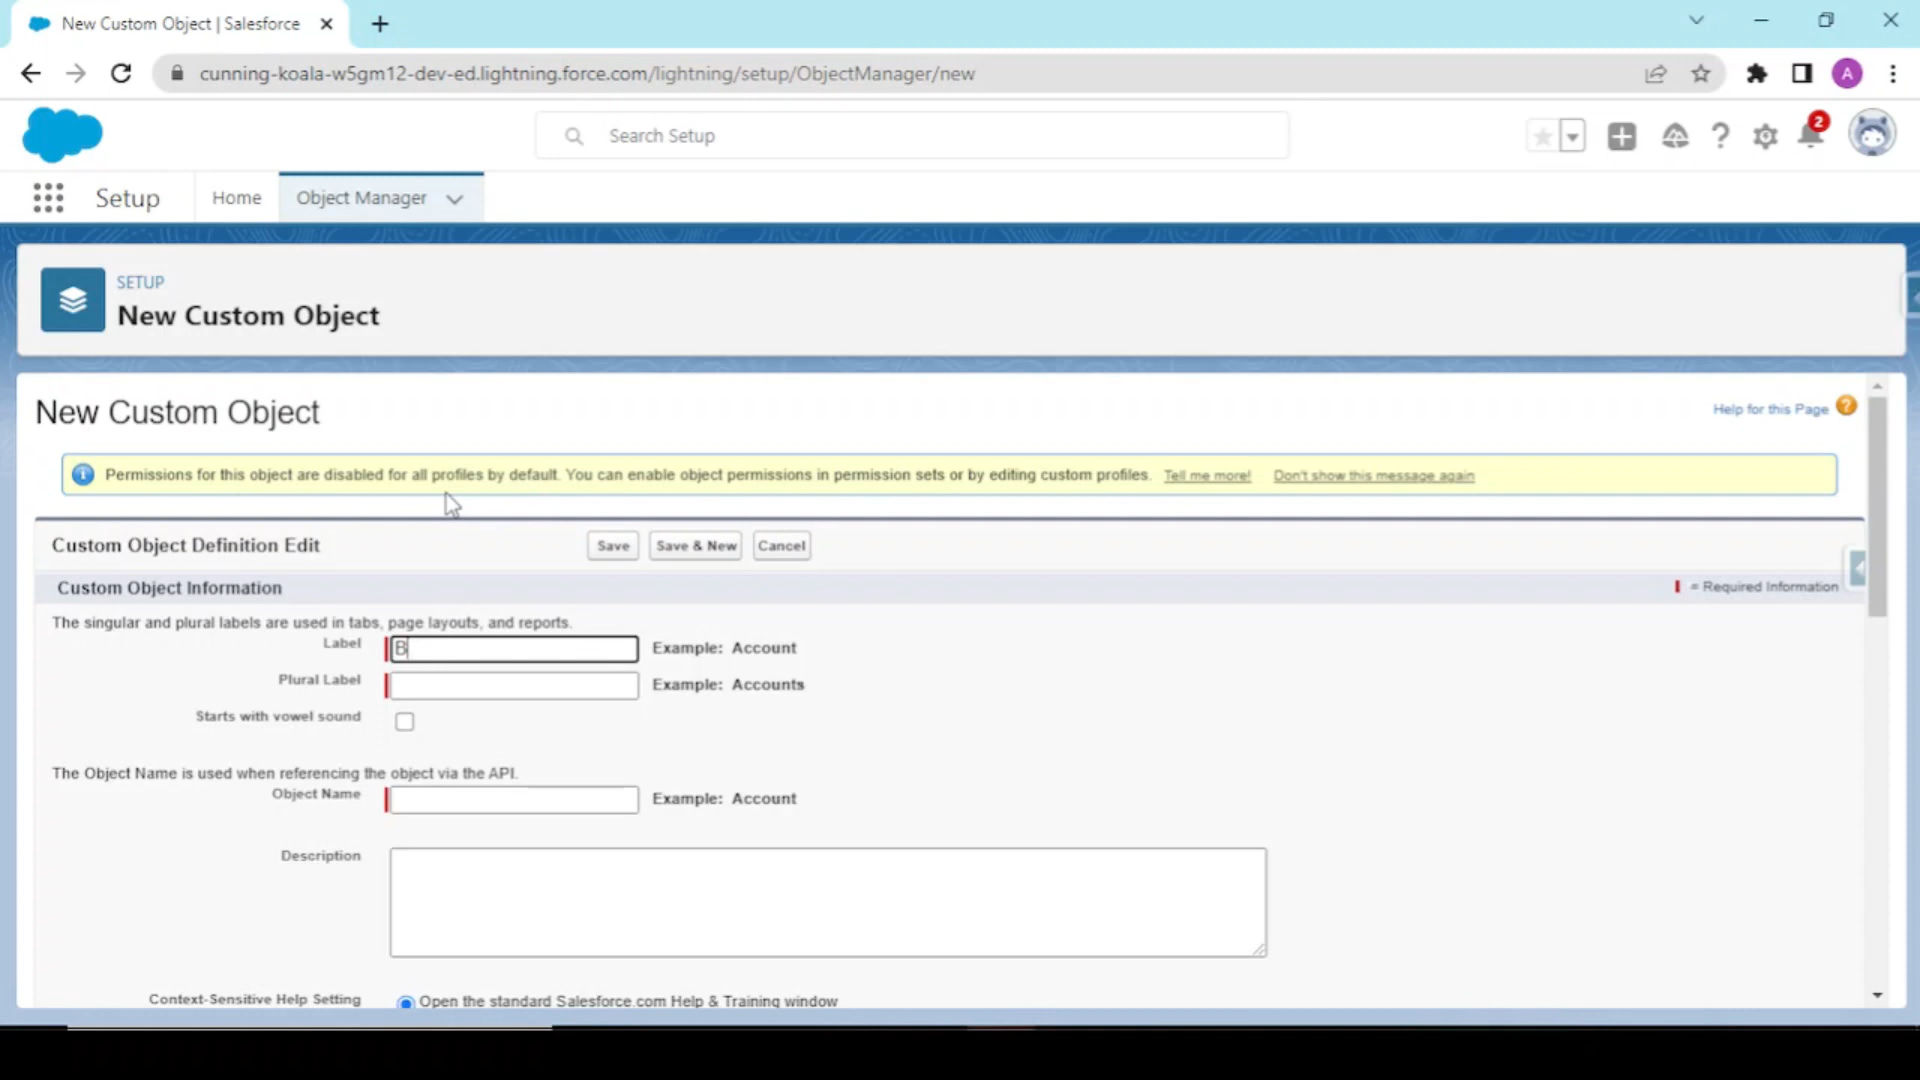 New Custom Object | Salesforce
cunning-koala-w5gm12-dev-ed.lightning.force.com/lightning/setup/ObjectManager/new
A
Search Setup
2
Setup
Home
Object Manager
SETUP
New Custom Object
New Custom Object
Help for this Page
Permissions for this object are disabled for all profiles by default. You can enable object permissions in permission sets or by editing custom profiles. Tell me more! Don't show this message again
Custom Object Definition Edit
Save
Save & New
Cancel
Custom Object Information
= Required Information
The singular and plural labels are used in tabs, page layouts, and reports.
Label
B
Example: Account
Plural Label
Example: Accounts
Starts with vowel sound
The Object Name is used when referencing the object via the API.
Object Name
Example: Account
Description
Context-Sensitive Help Setting
Open the standard Salesforce.com Help & Training window